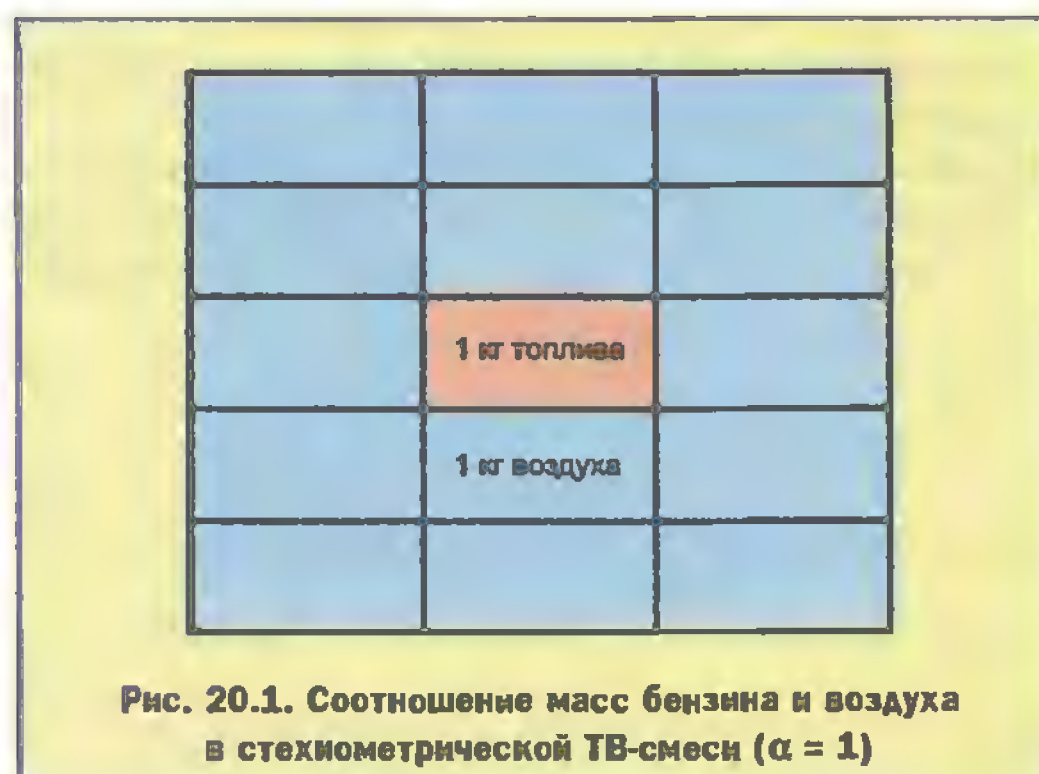 1 кг топлива
1 кг воздуха
Рис. 20.1. Соотношение масс бензина и воздуха
в стехиометрической ТВ-смеси (α = 1)